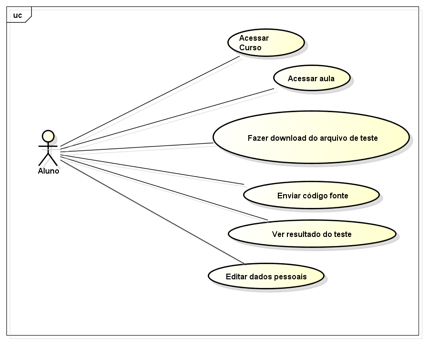 uc
Acessar
Curso
Acessar aula
Fazer download do arquivo de teste
Aluno
Enviar código fonte
Ver resultado do teste
Editar dados pessoais